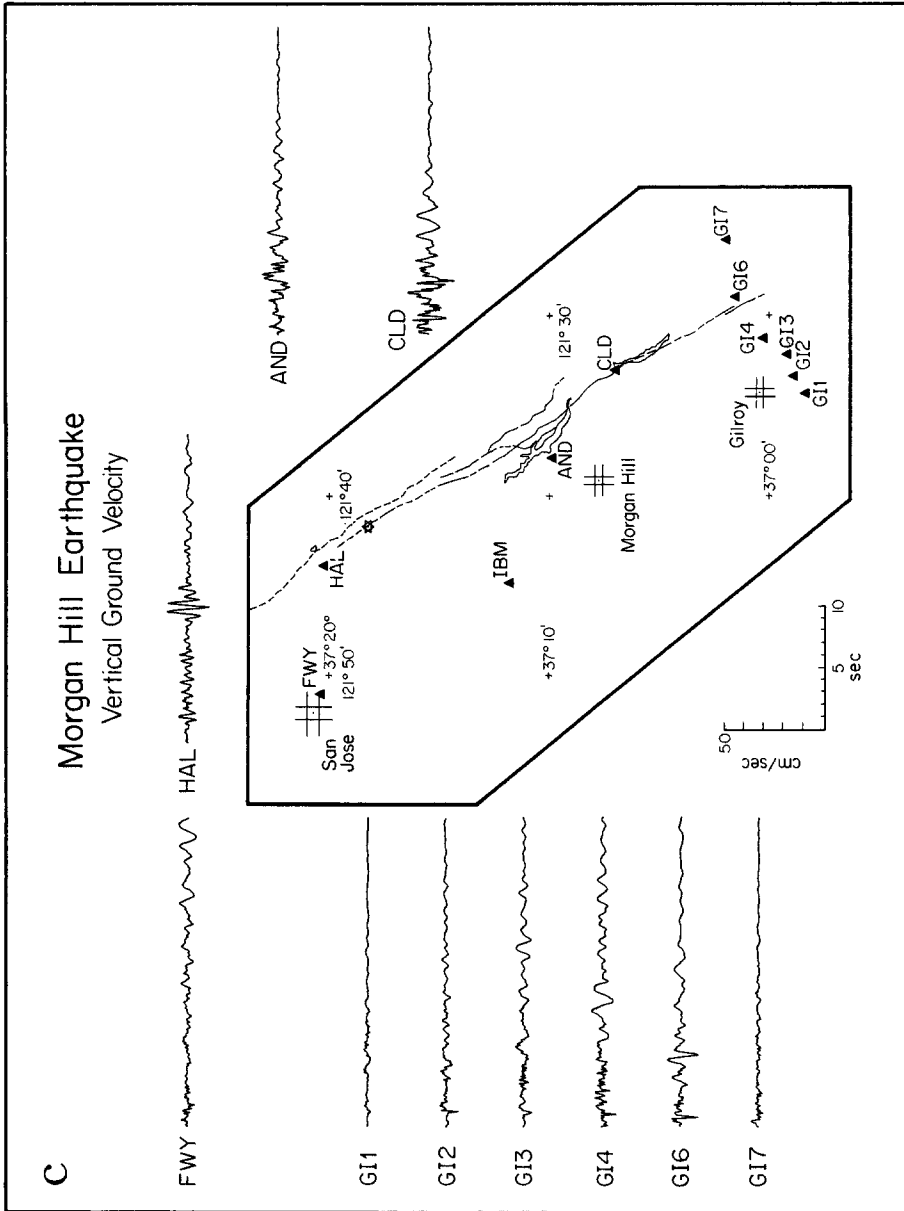 C
Morgan Hill Earthquake
Vertical Ground Velocity
FWY
HAL
AND
CLD
GI1
GI2
GI3
GI4
GI6
GI7
FWY
+37° 20°
121° 50'
San
Jose
HAL
+
121° 40'
IBM
+37° 10'
AND
+
Morgan Hill
+
121° 30'
CLD
Gilroy
+37° 00'
GI1
GI2
GI3
+
GI4
GI6
GI7
50
cm/sec
5
10
sec